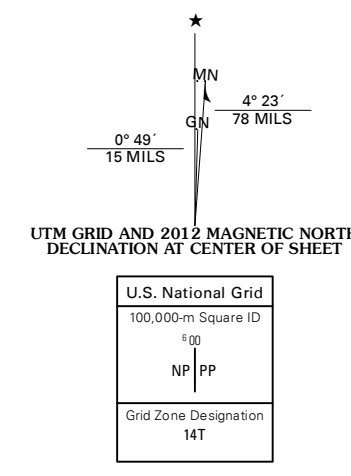 ★
MN
4° 23´
78 MILS
GN
0° 49´
15 MILS
UTM GRID AND 2012 MAGNETIC NORTH
DECLINATION AT CENTER OF SHEET
U.S. National Grid
100,000-m Square ID
⁶00
NP PP
Grid Zone Designation
14T